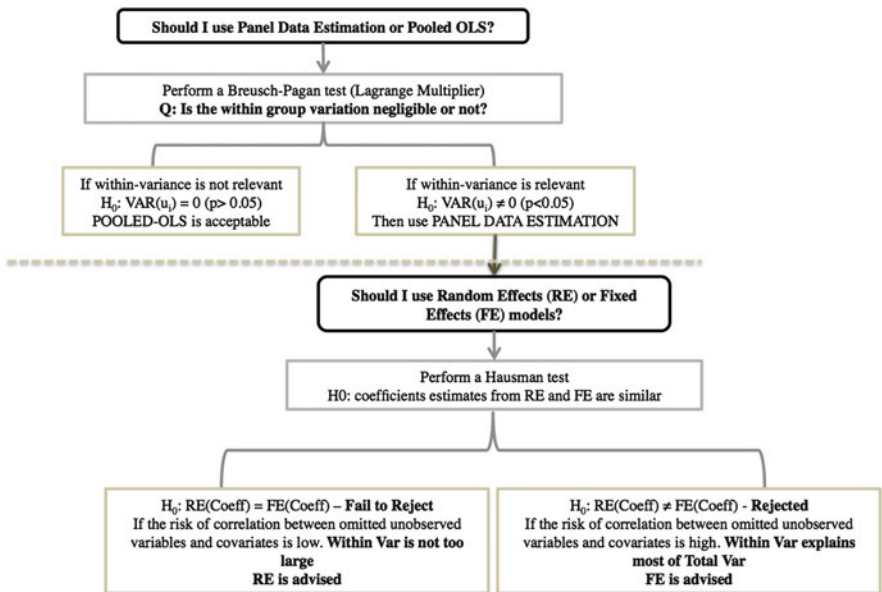 Should I use Panel Data Estimation or Pooled OLS?
Perform a Breusch-Pagan test (Lagrange Multiplier)
Q: Is the within group variation negligible or not?
If within-variance is not relevant
H₀: VAR(uᵢ) = 0 (p> 0.05)
POOLED-OLS is acceptable
If within-variance is relevant
H₀: VAR(uᵢ) ≠ 0 (p<0.05)
Then use PANEL DATA ESTIMATION
Should I use Random Effects (RE) or Fixed
Effects (FE) models?
Perform a Hausman test
H0: coefficients estimates from RE and FE are similar
H₀: RE(Coeff) = FE(Coeff) – Fail to Reject
If the risk of correlation between omitted unobserved
variables and covariates is low. Within Var is not too
large
RE is advised
H₀: RE(Coeff) ≠ FE(Coeff) - Rejected
If the risk of correlation between omitted unobserved
variables and covariates is high. Within Var explains
most of Total Var
FE is advised